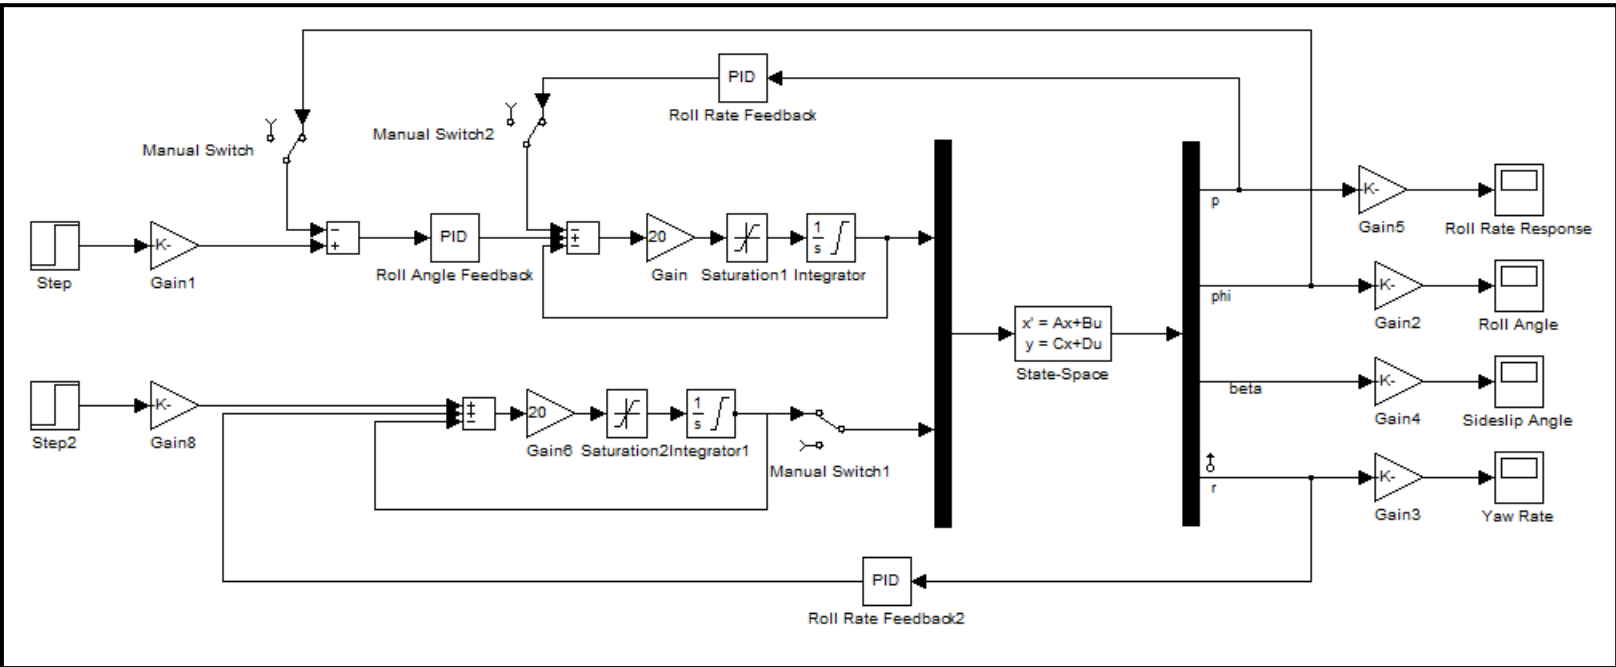 PID
Roll Rate Feedback
Manual Switch2
Manual Switch
K-
p
Gain5
Roll Rate Response
Step
K-
Gain1
−
+
PID
Roll Angle Feedback
20
Gain
Saturation1
1
s
Integrator
phi
K-
Gain2
Roll Angle
x' = Ax+Bu
y = Cx+Du
State-Space
beta
K-
Gain4
Sideslip Angle
Step2
K-
Gain8
20
Gain6
Saturation2
1
s
Integrator1
Manual Switch1
r
K-
Gain3
Yaw Rate
PID
Roll Rate Feedback2